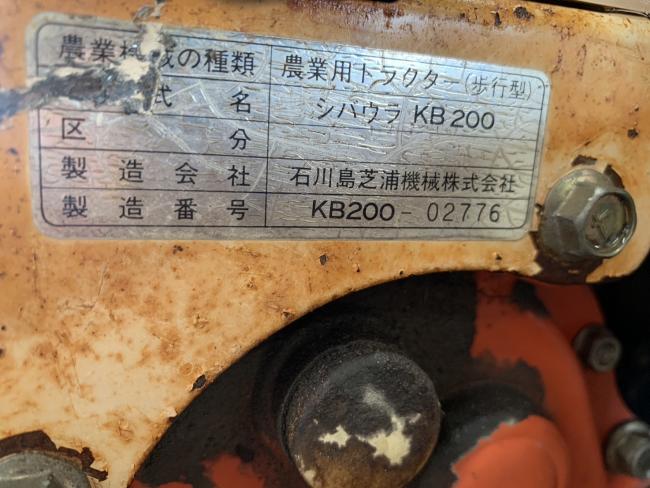 農業機械の種類 農業用トラクター(歩行型)
式名 シバウラ KB200
区分
製造会社 石川島芝浦機械株式会社
製造番号 KB200-02776